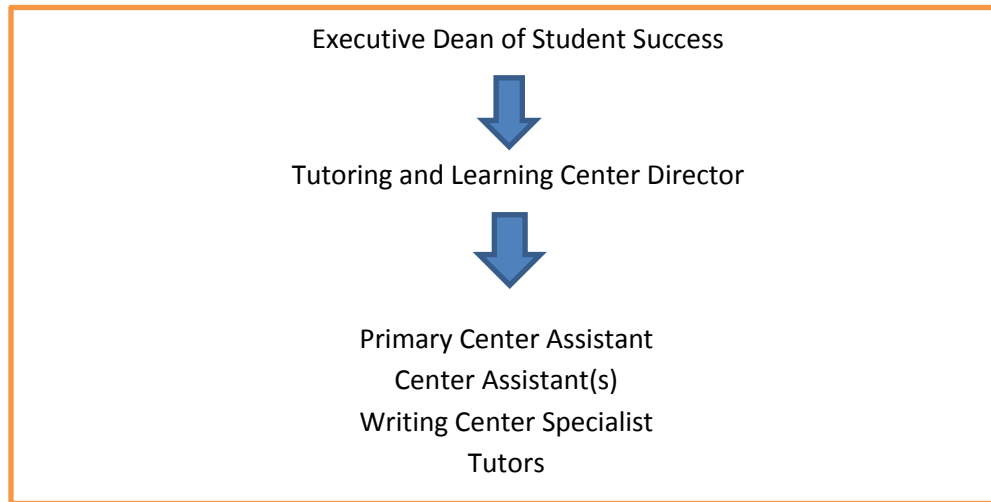 Executive Dean of Student Success
Tutoring and Learning Center Director
Primary Center Assistant
Center Assistant(s)
Writing Center Specialist
Tutors